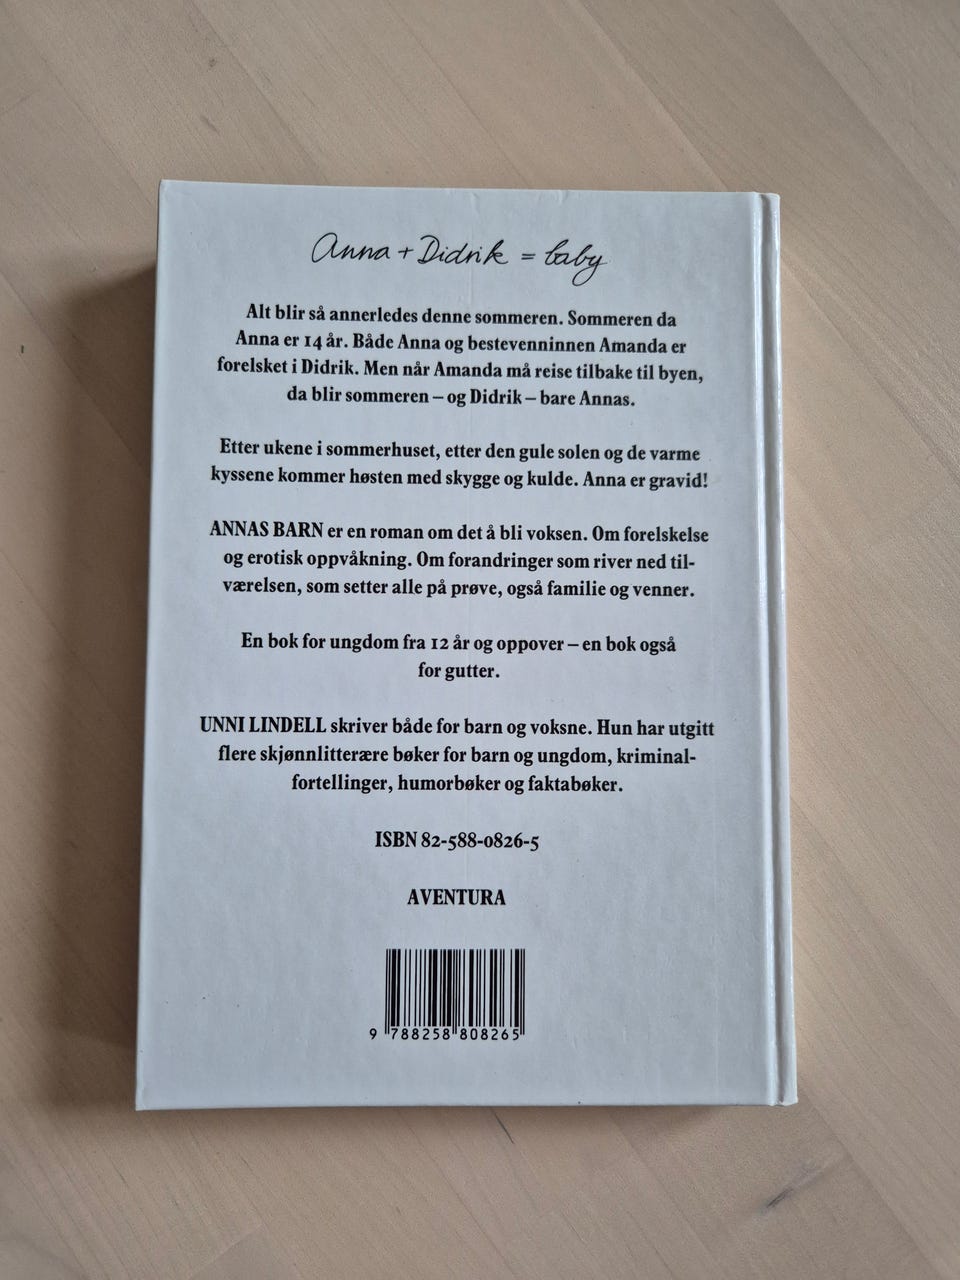 Anna + Didrik = baby
Alt blir så annerledes denne sommeren. Sommeren da
Anna er 14 år. Både Anna og bestevenninnen Amanda er
forelsket i Didrik. Men når Amanda må reise tilbake til byen,
da blir sommeren – og Didrik – bare Annas.
Etter ukene i sommerhuset, etter den gule solen og de varme
kyssene kommer høsten med skygge og kulde. Anna er gravid!
ANNAS BARN er en roman om det å bli voksen. Om forelskelse
og erotisk oppvåkning. Om forandringer som river ned til-
værelsen, som setter alle på prøve, også familie og venner.
En bok for ungdom fra 12 år og oppover – en bok også
for gutter.
UNNI LINDELL skriver både for barn og voksne. Hun har utgitt
flere skjønnlitterære bøker for barn og ungdom, kriminal-
fortellinger, humorbøker og faktabøker.
ISBN 82-588-0826-5
AVENTURA
9 788258 808265